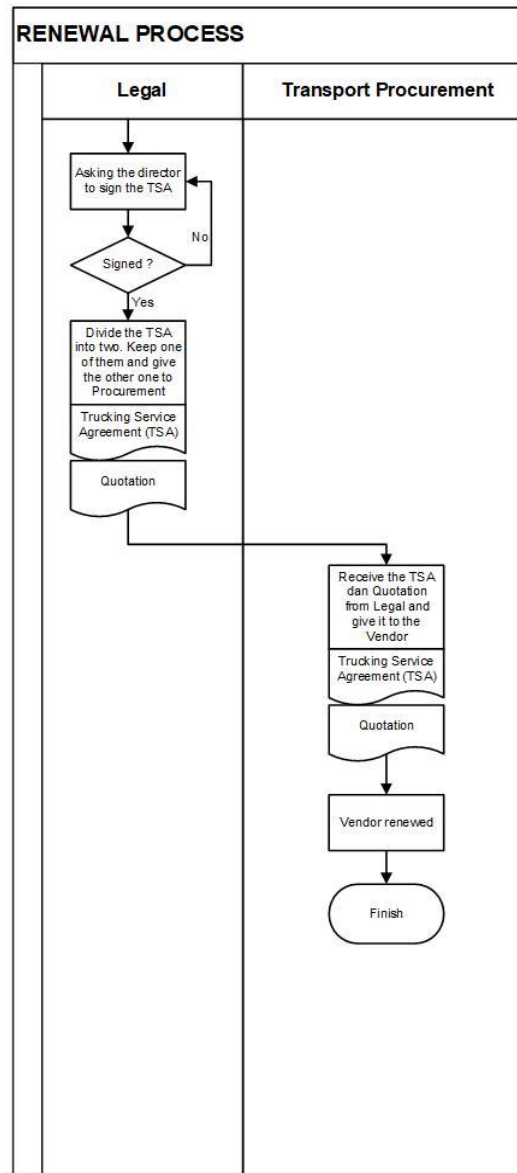 RENEWAL PROCESS
Legal
Transport Procurement
Asking the director
to sign the TSA
No
Signed ?
Yes
Divide the TSA
into two. Keep one
of them and give
the other one to
Procurement
Trucking Service
Agreement (TSA)
Quotation
Receive the TSA
dan Quotation
from Legal and
give it to the
Vendor
Trucking Service
Agreement (TSA)
Quotation
Vendor renewed
Finish